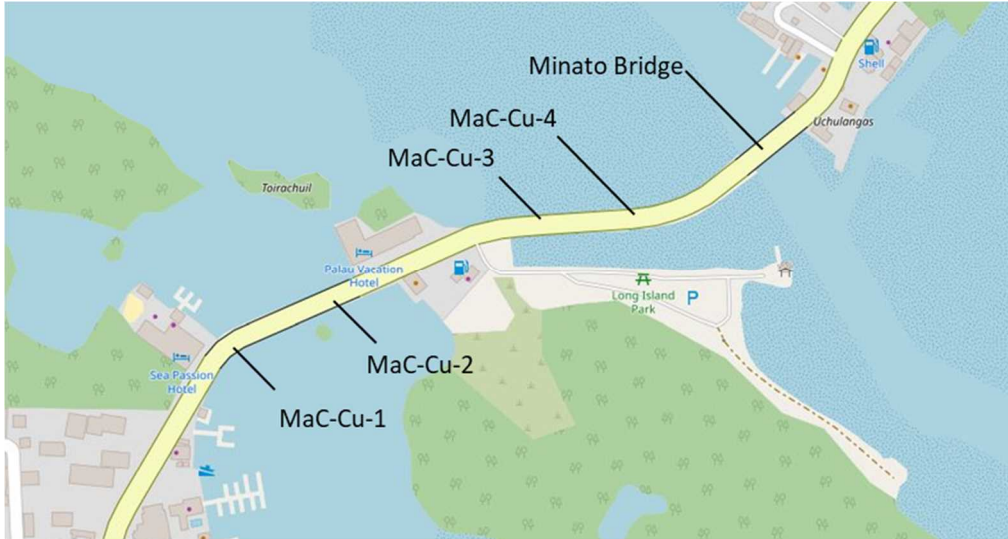 Minato Bridge
Shell
MaC-Cu-4
Uchulangas
MaC-Cu-3
Toirachuil
Palau Vacation
Hotel
Long Island
Park
P
MaC-Cu-2
Sea Passion
Hotel
MaC-Cu-1